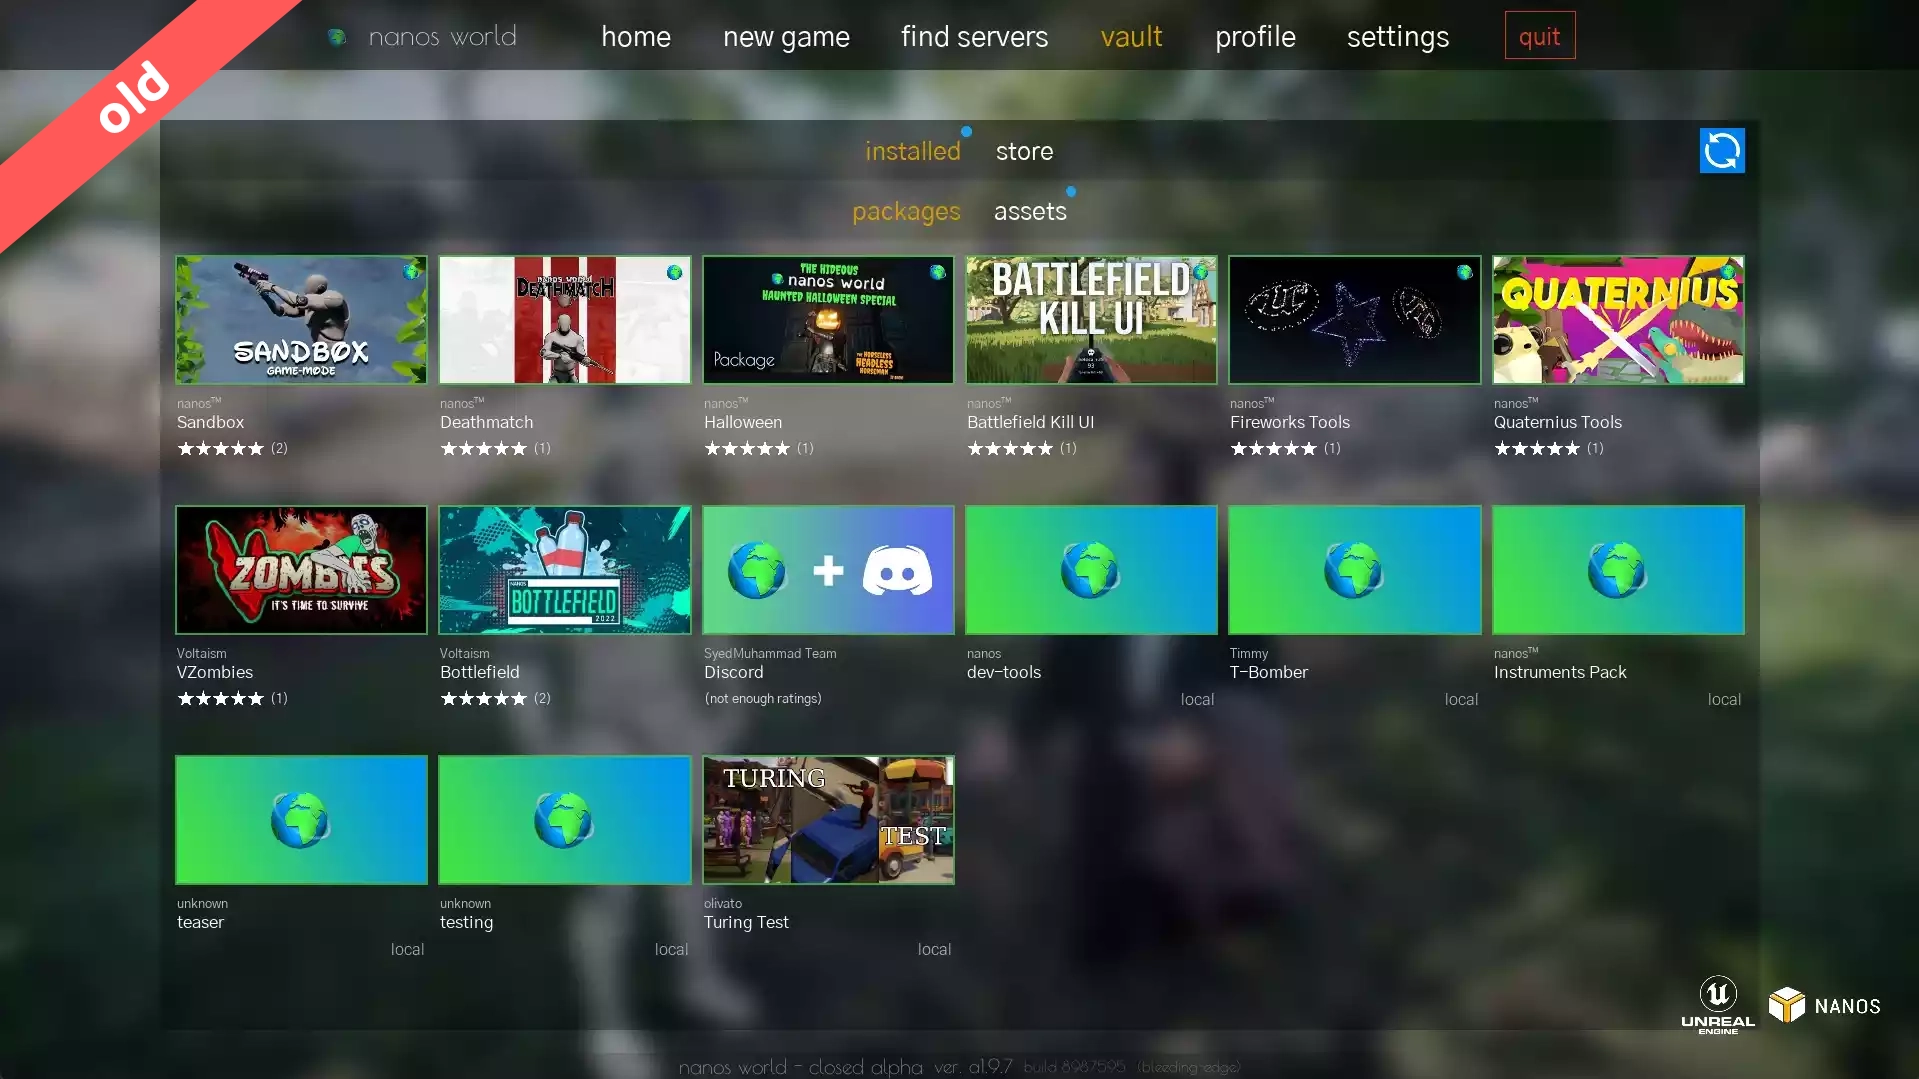 old
nanos world
home
new game
find servers
vault
profile
settings
quit
installed
store
packages
assets
SANDBOX
GAME-MODE
NANOS WORLD
DEATHMATCH
THE HIDEOUS
nanos world
HAUNTED HALLOWEEN SPECIAL
Package
THE HORSELESS
HEADLESS
HORSEMAN
BATTLEFIELD
KILL UI
QUATERNIUS
nanos™
Sandbox
(2)
nanos™
Deathmatch
(1)
nanos™
Halloween
(1)
nanos™
Battlefield Kill UI
(1)
nanos™
Fireworks Tools
(1)
nanos™
Quaternius Tools
(1)
VZOMBIES
IT'S TIME TO SURVIVE
NANOS
BOTTLEFIELD
2022
Voltaism
VZombies
(1)
Voltaism
Bottlefield
(2)
SyedMuhammad Team
Discord
(not enough ratings)
nanos
dev-tools
local
Timmy
T-Bomber
local
nanos™
Instruments Pack
local
TURING
TEST
unknown
teaser
local
unknown
testing
local
olivato
Turing Test
local
UNREAL
ENGINE
NANOS
nanos world - closed alpha ver. a1.9.7 build 8987595 (bleeding-edge)